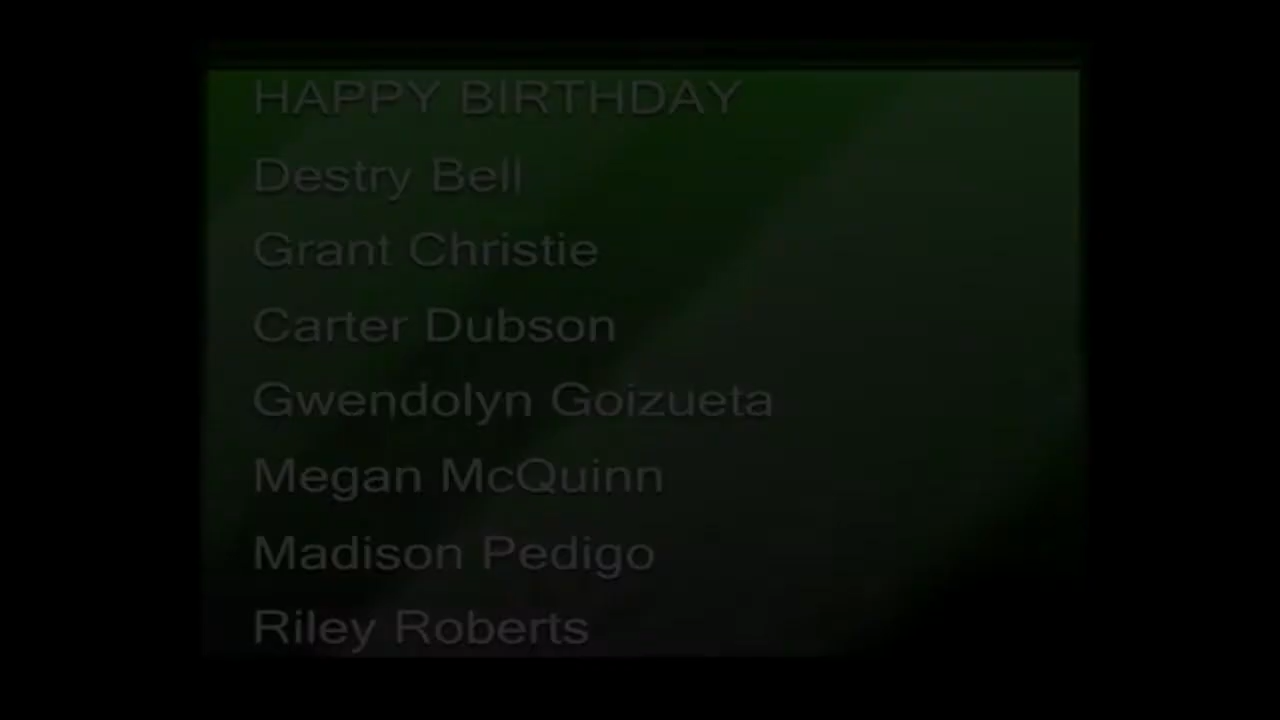 HAPPY BIRTHDAY
Destry Bell
Grant Christie
Carter Dubson
Gwendolyn Goizueta
Megan McQuinn
Madison Pedigo
Riley Roberts